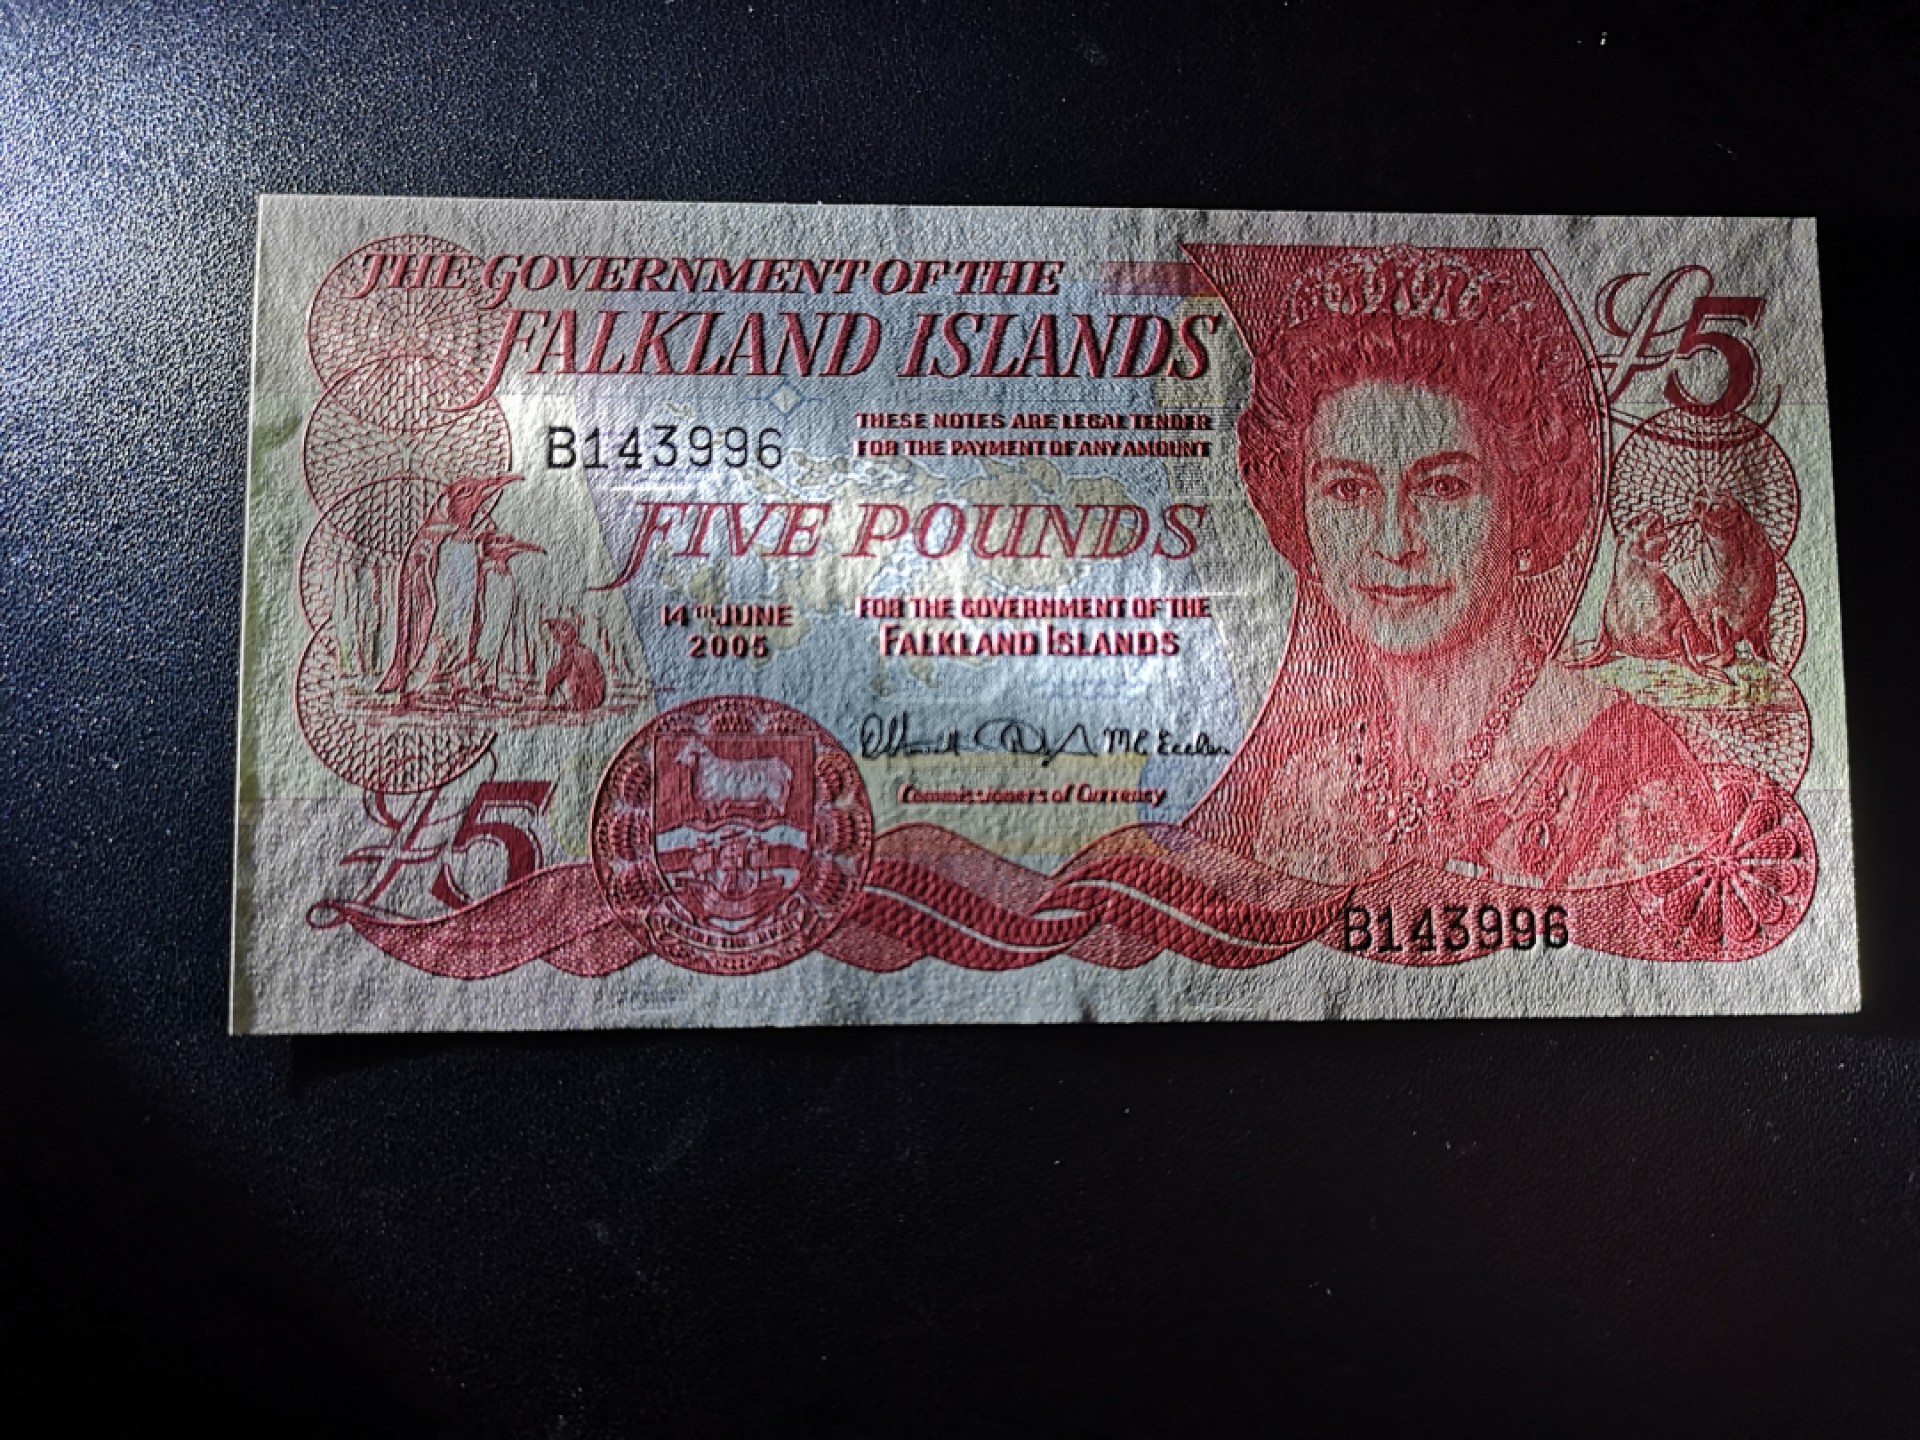 THE GOVERNMENT OF THE
FALKLAND ISLANDS
£5
B143996
THESE NOTES ARE LEGAL TENDER
FOR THE PAYMENT OF ANY AMOUNT
FIVE POUNDS
14TH JUNE
2005
FOR THE GOVERNMENT OF THE
FALKLAND ISLANDS
Commissioners of Currency
£5
B143996